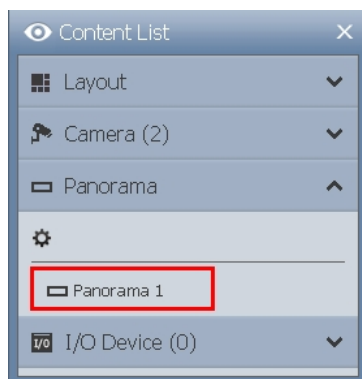 Content List
Layout
Camera (2)
Panorama
Panorama 1
I/O I/O Device (0)